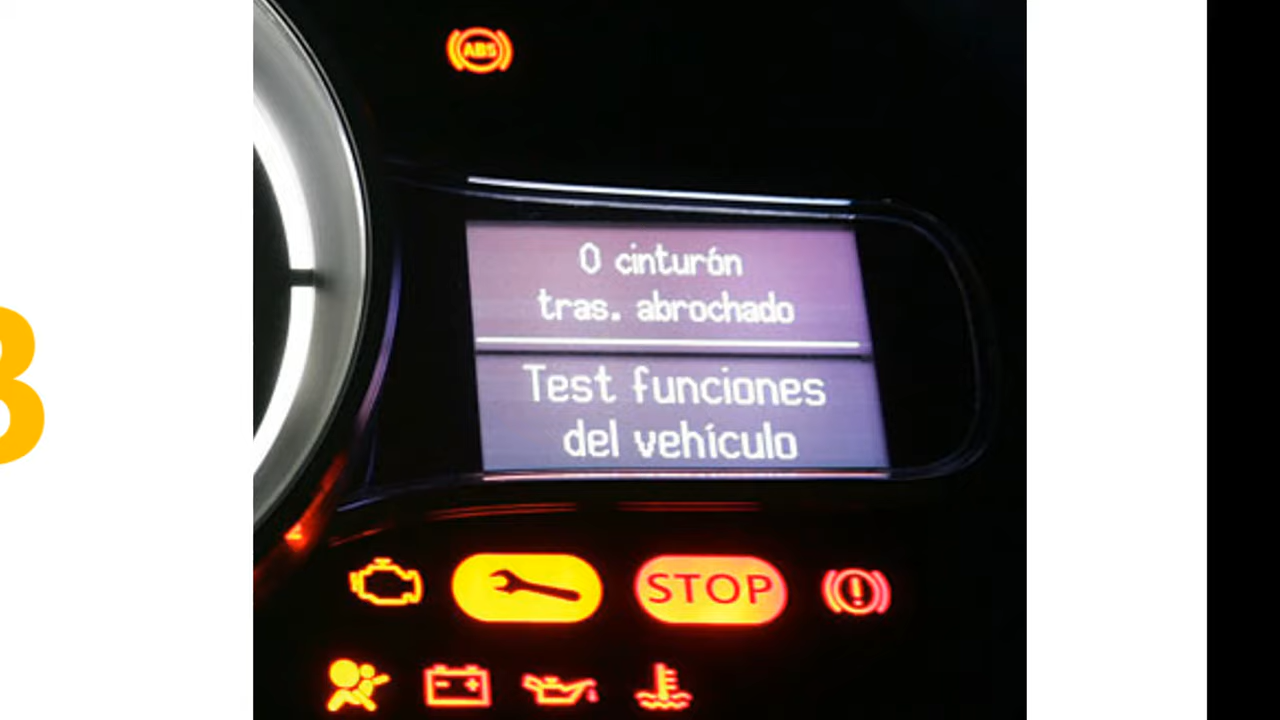 ABS
0 cinturón
tras. abrochado
Test funciones
del vehículo
STOP